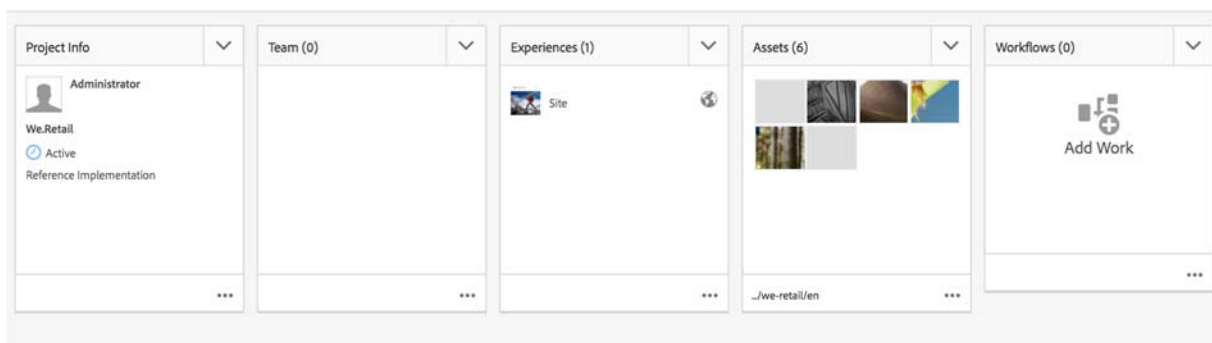 Project Info
Administrator
We.Retail
Active
Reference Implementation
Team (0)
Experiences (1)
Site
Assets (6)
../we-retail/en
Workflows (0)
Add Work